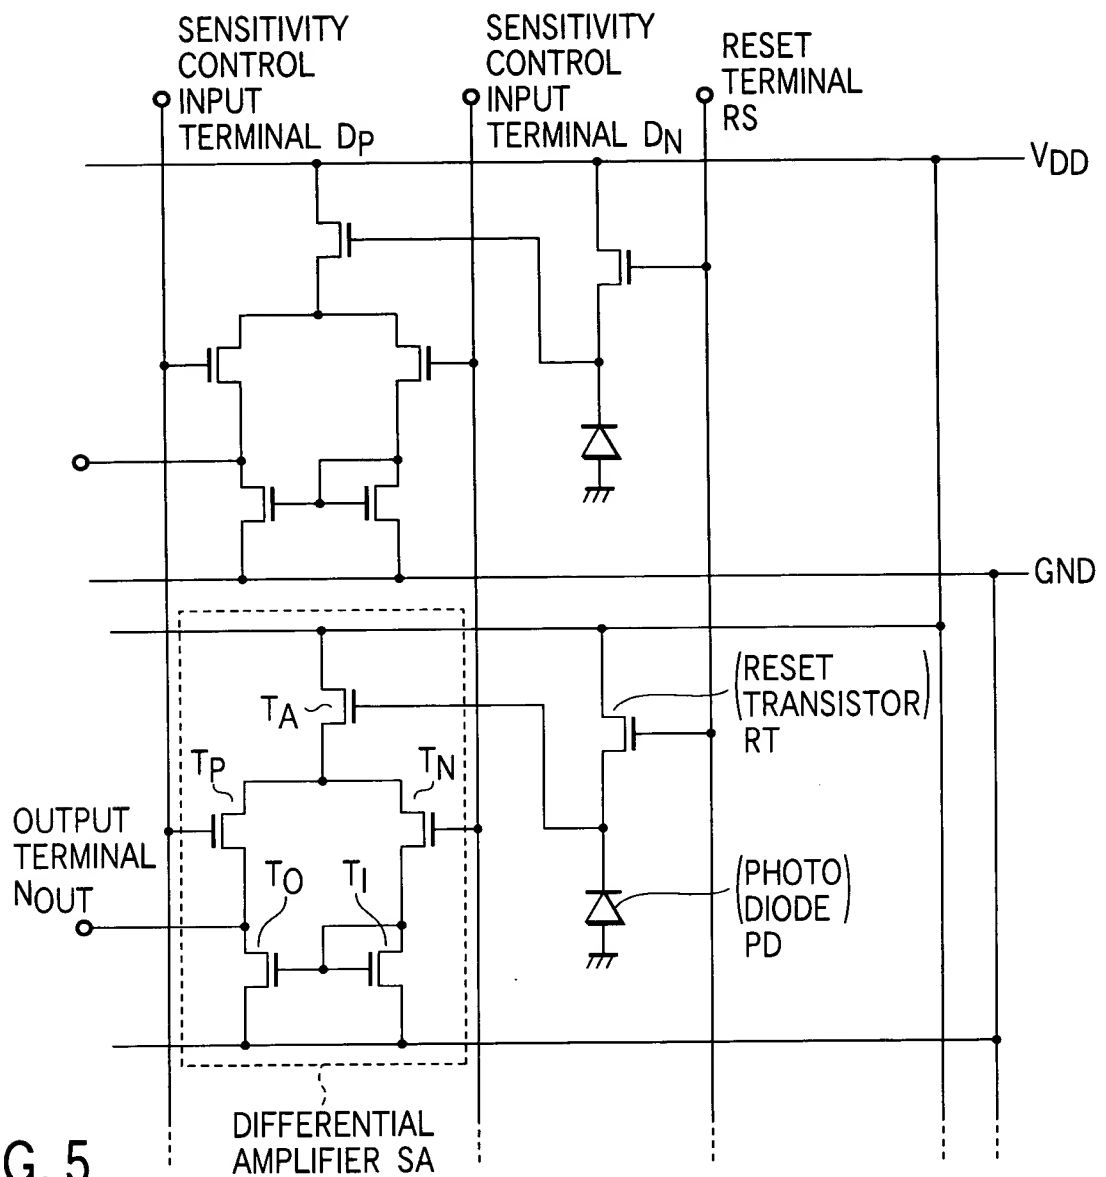 SENSITIVITY
CONTROL
INPUT
TERMINAL DP
SENSITIVITY
CONTROL
INPUT
TERMINAL DN
RESET
TERMINAL
RS
VDD
GND
TA
TP
TN
(RESET
TRANSISTOR)
RT
OUTPUT
TERMINAL
NOUT
TO
TI
(PHOTO
DIODE)
PD
DIFFERENTIAL
AMPLIFIER SA
G. 5